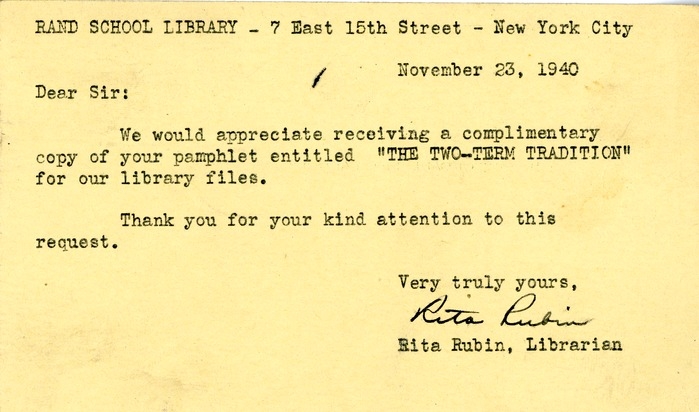 RAND SCHOOL LIBRARY - 7 East 15th Street - New York City
November 23, 1940
Dear Sir:
We would appreciate receiving a complimentary
copy of your pamphlet entitled "THE TWO-TERM TRADITION"
for our library files.
Thank you for your kind attention to this
request.
Very truly yours,
Rita Rubin
Rita Rubin, Librarian